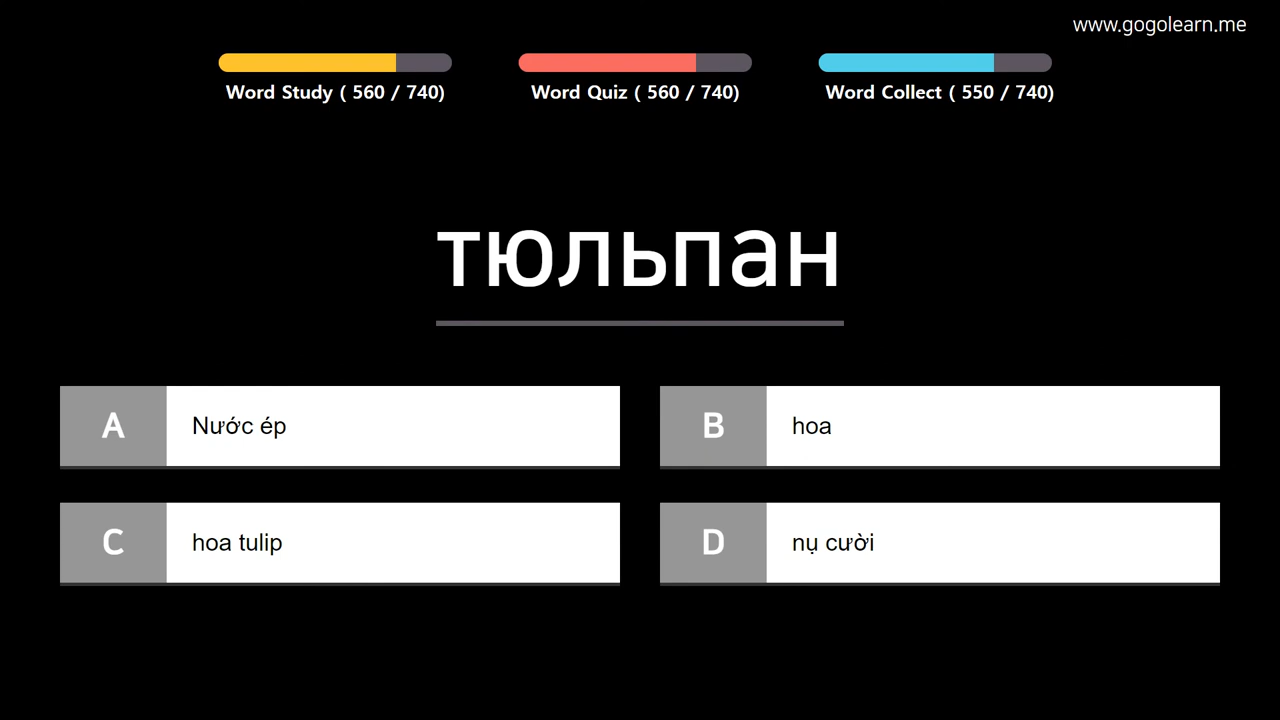 www.gogolearn.me
Word Study ( 560 / 740)
Word Quiz ( 560 / 740)
Word Collect ( 550 / 740)
тюльпан
A
Nước ép
B
hoa
C
hoa tulip
D
nụ cười